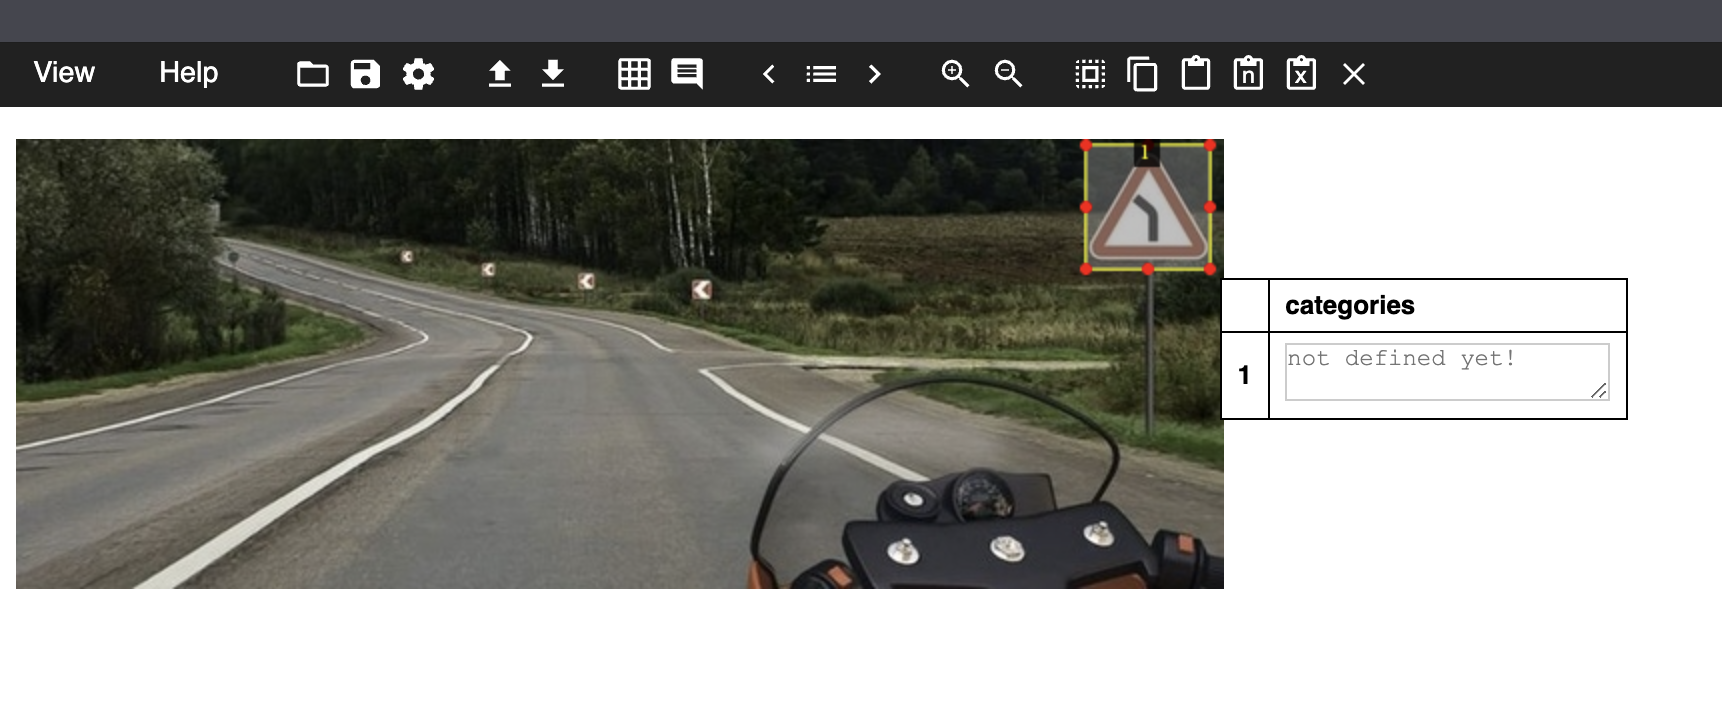 View Help
n x
1
categories
1 not defined yet!